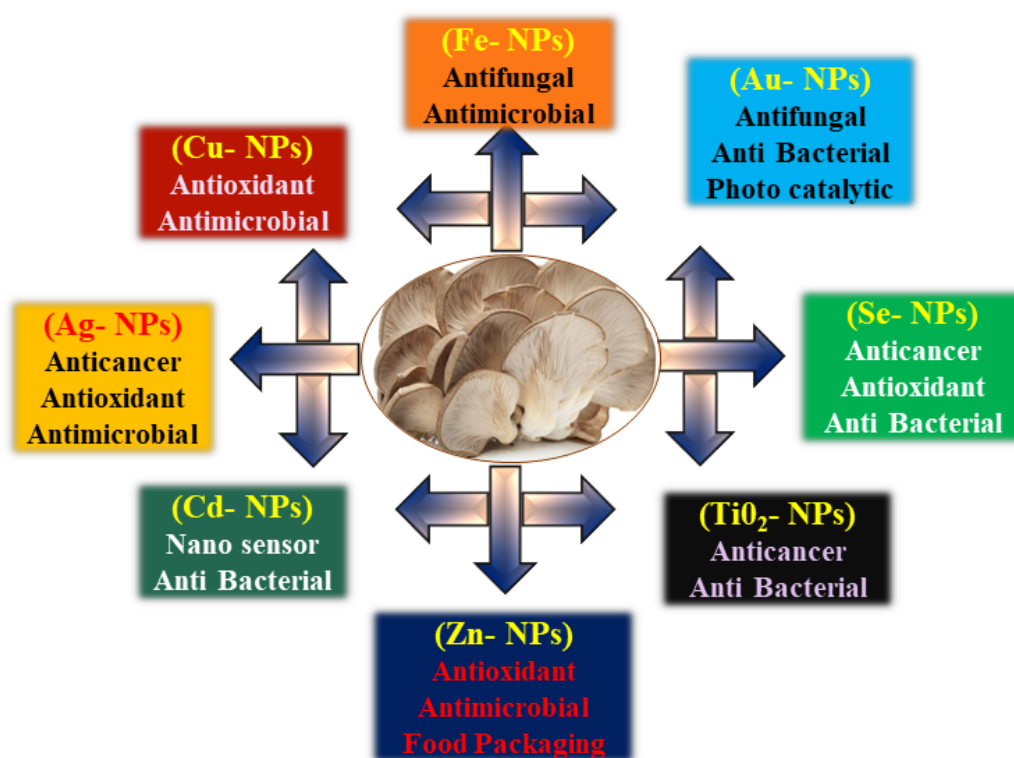 (Fe- NPs)
Antifungal
Antimicrobial
(Au- NPs)
Antifungal
Anti Bacterial
Photo catalytic
(Cu- NPs)
Antioxidant
Antimicrobial
(Ag- NPs)
Anticancer
Antioxidant
Antimicrobial
(Se- NPs)
Anticancer
Antioxidant
Anti Bacterial
(Cd- NPs)
Nano sensor
Anti Bacterial
(Ti0₂- NPs)
Anticancer
Anti Bacterial
(Zn- NPs)
Antioxidant
Antimicrobial
Food Packaging